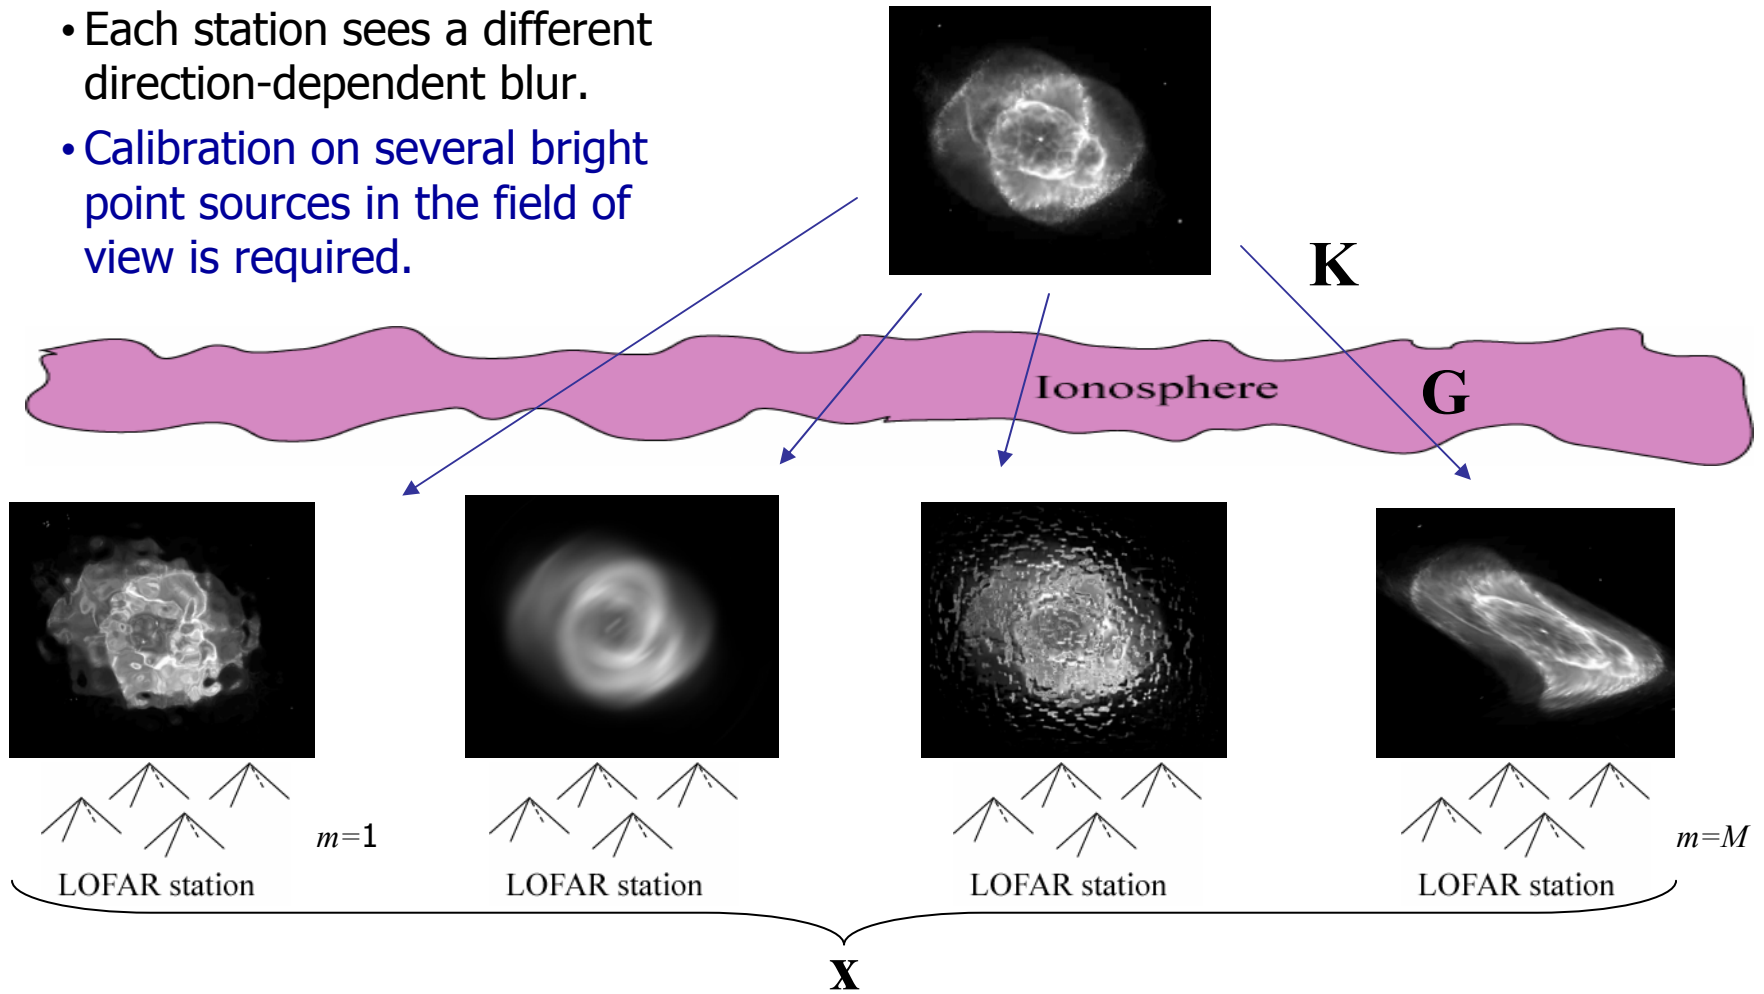 • Each station sees a different
direction-dependent blur.
• Calibration on several bright
point sources in the field of
view is required.
K
Ionosphere
G
m=1
m=M
LOFAR station
LOFAR station
LOFAR station
LOFAR station
x